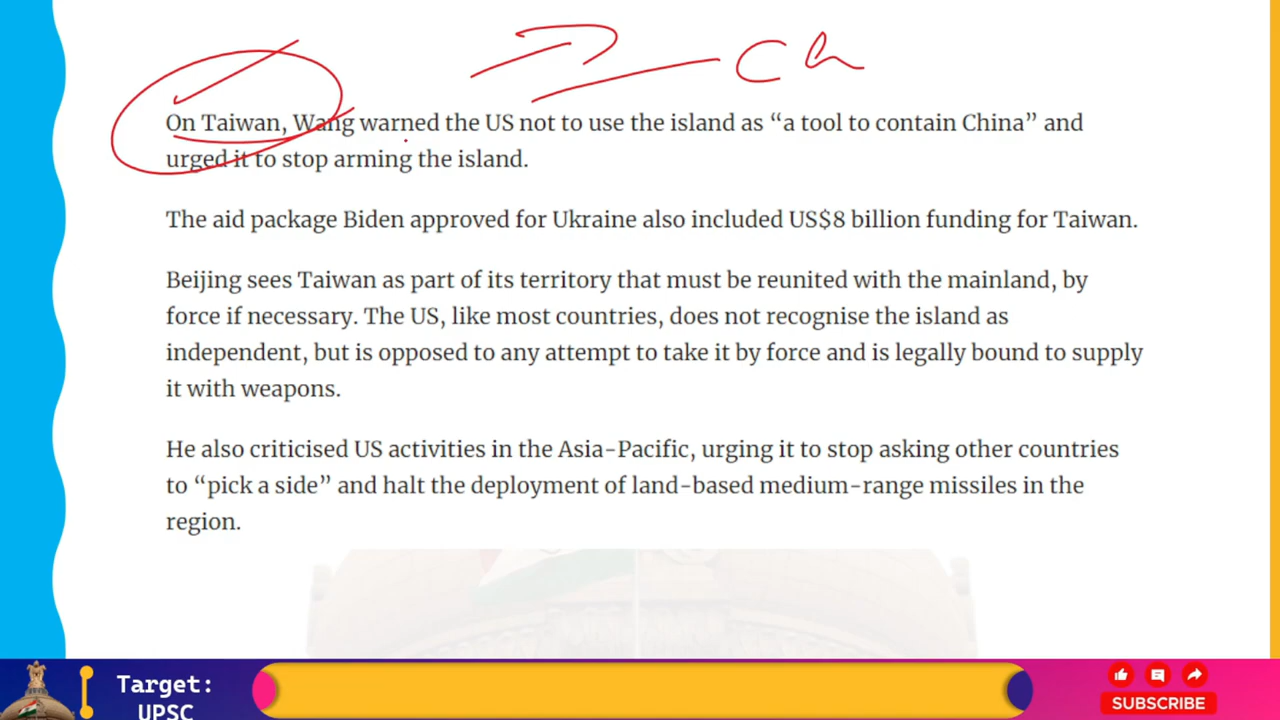 On Taiwan, Wang warned the US not to use the island as “a tool to contain China” and
urged it to stop arming the island.
The aid package Biden approved for Ukraine also included US$8 billion funding for Taiwan.
Beijing sees Taiwan as part of its territory that must be reunited with the mainland, by
force if necessary. The US, like most countries, does not recognise the island as
independent, but is opposed to any attempt to take it by force and is legally bound to supply
it with weapons.
He also criticised US activities in the Asia-Pacific, urging it to stop asking other countries
to “pick a side” and halt the deployment of land-based medium-range missiles in the
region.
Target:
UPSC
SUBSCRIBE